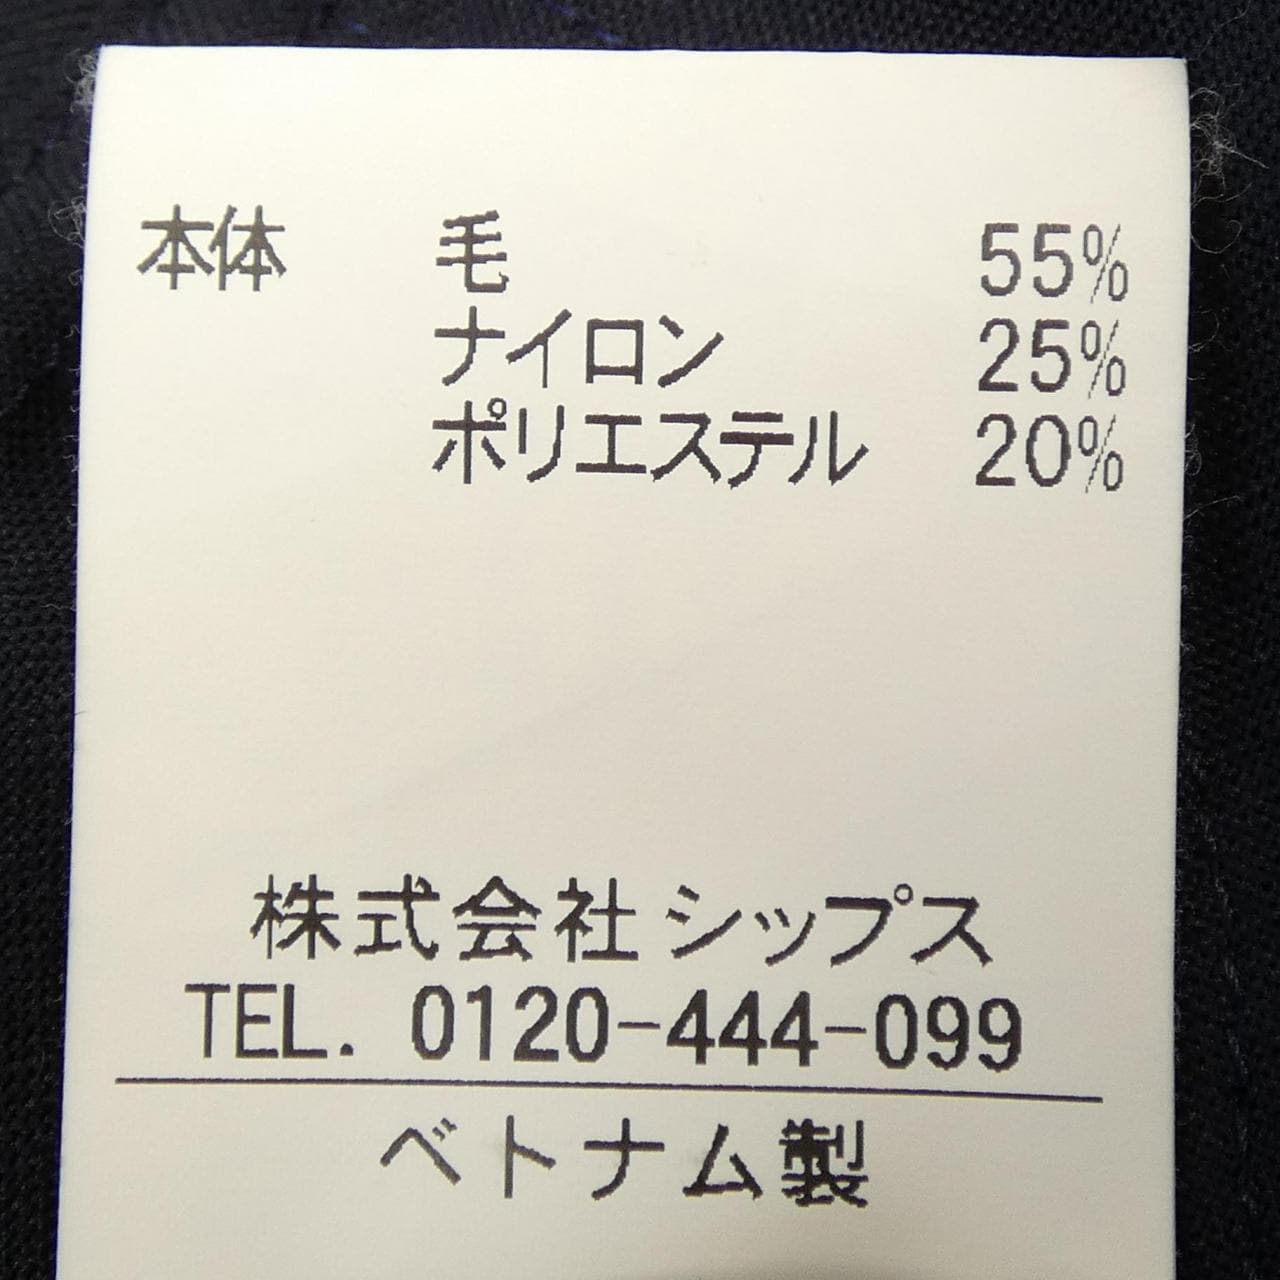 本体 毛 55%
ナイロン 25%
ポリエステル 20%
株式会社シップス
TEL. 0120-444-099
ベトナム製